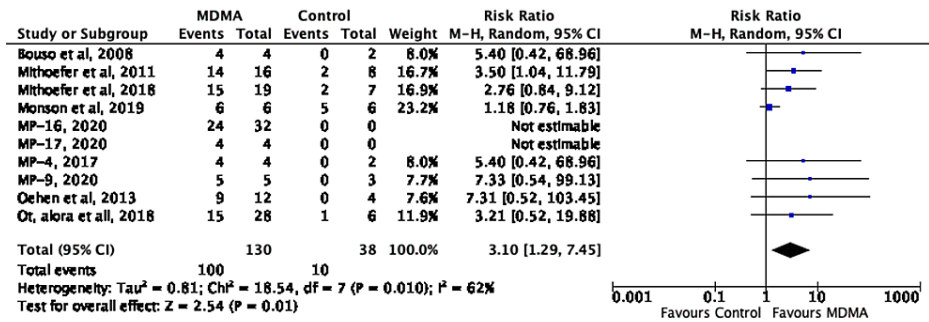 MDMA Control Risk Ratio Risk Ratio
Study or Subgroup Events Total Events Total Weight M-H, Random, 95% CI M-H, Random, 95% CI
Bouso et al, 2008 4 4 0 2 8.0% 5.40 [0.42, 68.96]
Mithoefer et al, 2011 14 16 2 8 16.7% 3.50 [1.04, 11.79]
Mithoefer et al, 2018 15 19 2 7 16.9% 2.76 [0.84, 9.12]
Monson et al, 2019 6 6 5 6 23.2% 1.18 [0.76, 1.83]
MP-16, 2020 24 32 0 0 Not estimable
MP-17, 2020 4 4 0 0 Not estimable
MP-4, 2017 4 4 0 2 8.0% 5.40 [0.42, 68.96]
MP-9, 2020 5 5 0 3 7.7% 7.33 [0.54, 99.13]
Oehen et al, 2013 9 12 0 4 7.6% 7.31 [0.52, 103.45]
Ot, alora et all, 2018 15 28 1 6 11.9% 3.21 [0.52, 19.88]
Total (95% CI) 130 38 100.0% 3.10 [1.29, 7.45]
Total events 100 10
Heterogeneity: Tau² = 0.81; Chi² = 18.54, df = 7 (P = 0.010); I² = 62%
Test for overall effect: Z = 2.54 (P = 0.01)
0.001 0.1 1 10 1000
Favours Control Favours MDMA